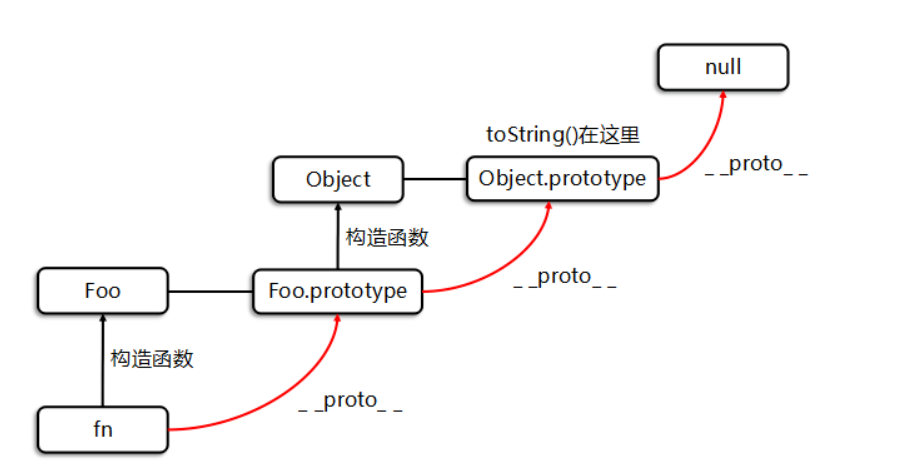 null
toString()在这里
_ _proto_ _
Object
Object.prototype
构造函数
_ _proto_ _
Foo
Foo.prototype
构造函数
_ _proto_ _
fn